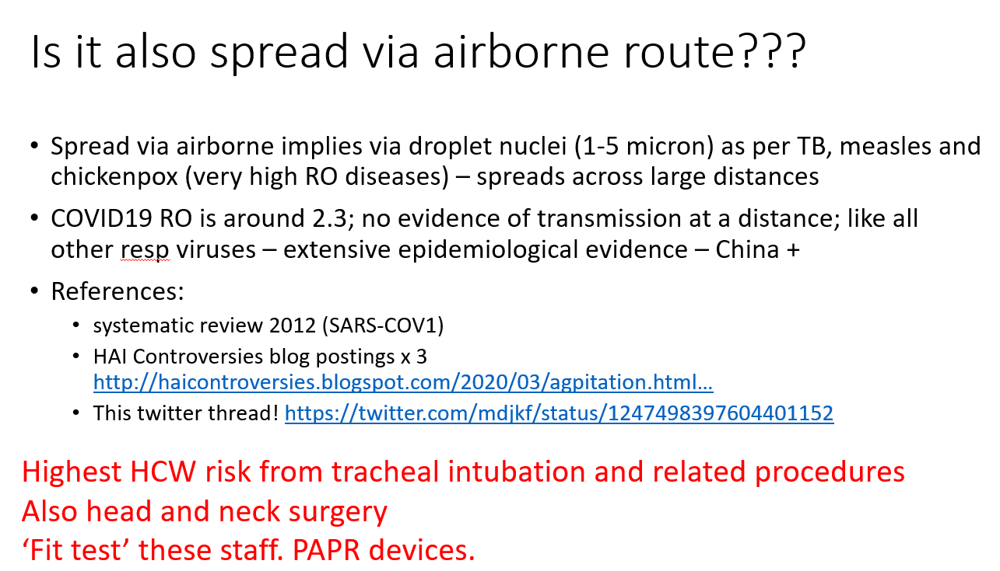 Is it also spread via airborne route???
• Spread via airborne implies via droplet nuclei (1-5 micron) as per TB, measles and
chickenpox (very high RO diseases) – spreads across large distances
• COVID19 RO is around 2.3; no evidence of transmission at a distance; like all
other resp viruses – extensive epidemiological evidence – China +
• References:
• systematic review 2012 (SARS-COV1)
• HAI Controversies blog postings x 3
http://haicontroversies.blogspot.com/2020/03/agpitation.html…
• This twitter thread! https://twitter.com/mdjkf/status/1247498397604401152
Highest HCW risk from tracheal intubation and related procedures
Also head and neck surgery
‘Fit test’ these staff. PAPR devices.